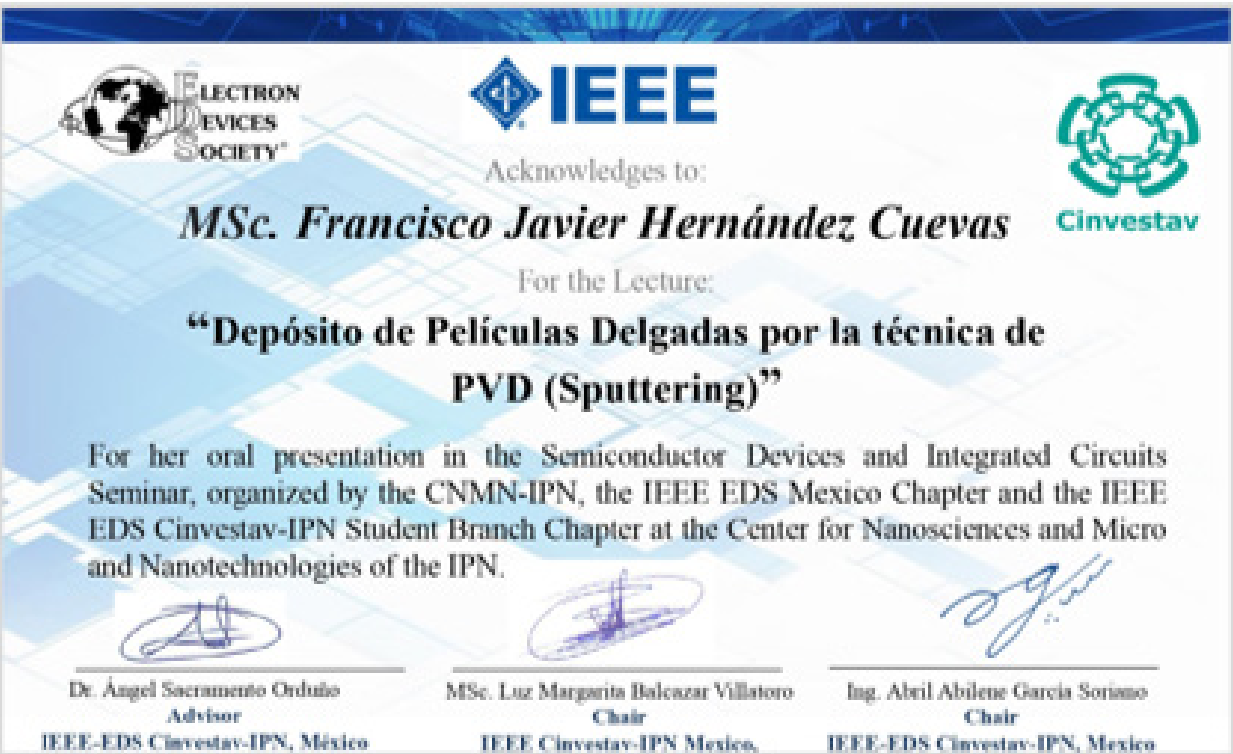 ELECTRON
DEVICES
SOCIETY
IEEE
Cinvestav
Acknowledges to:
MSc. Francisco Javier Hernández Cuevas
For the Lecture:
“Depósito de Películas Delgadas por la técnica de
PVD (Sputtering)”
For her oral presentation in the Semiconductor Devices and Integrated Circuits
Seminar, organized by the CNMN-IPN, the IEEE EDS Mexico Chapter and the IEEE
EDS Cinvestav-IPN Student Branch Chapter at the Center for Nanosciences and Micro
and Nanotechnologies of the IPN.
Dr. Ángel Sacramento Orduño
Advisor
IEEE-EDS Cinvestav-IPN, México
MSc. Luz Margarita Balcazar Villatoro
Chair
IEEE Cinvestav-IPN Mexico,
Ing. Abril Abilene García Soriano
Chair
IEEE-EDS Cinvestav-IPN, Mexico